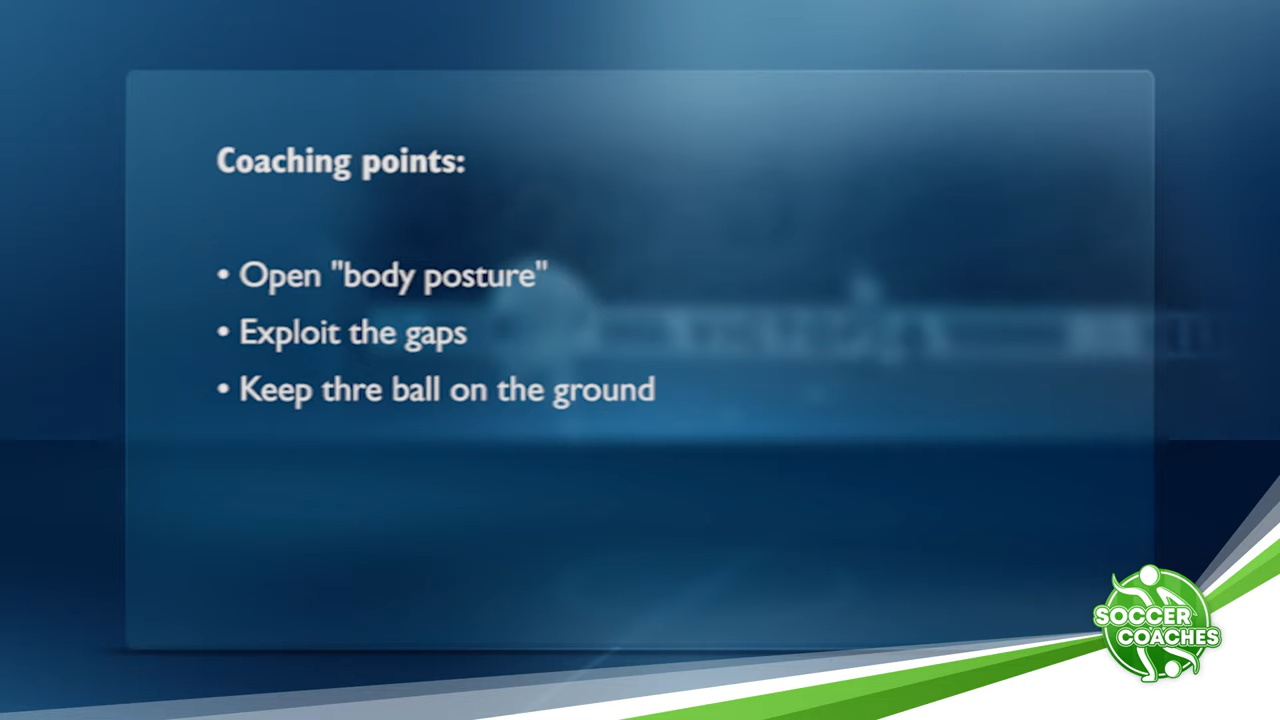 Coaching points:
• Open "body posture"
• Exploit the gaps
• Keep thre ball on the ground
SOCCER
COACHES